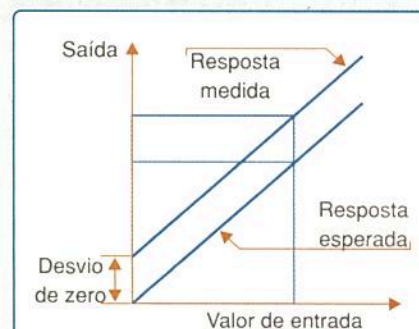 Saída
Resposta
medida
Resposta
esperada
Desvio
de zero
Valor de entrada